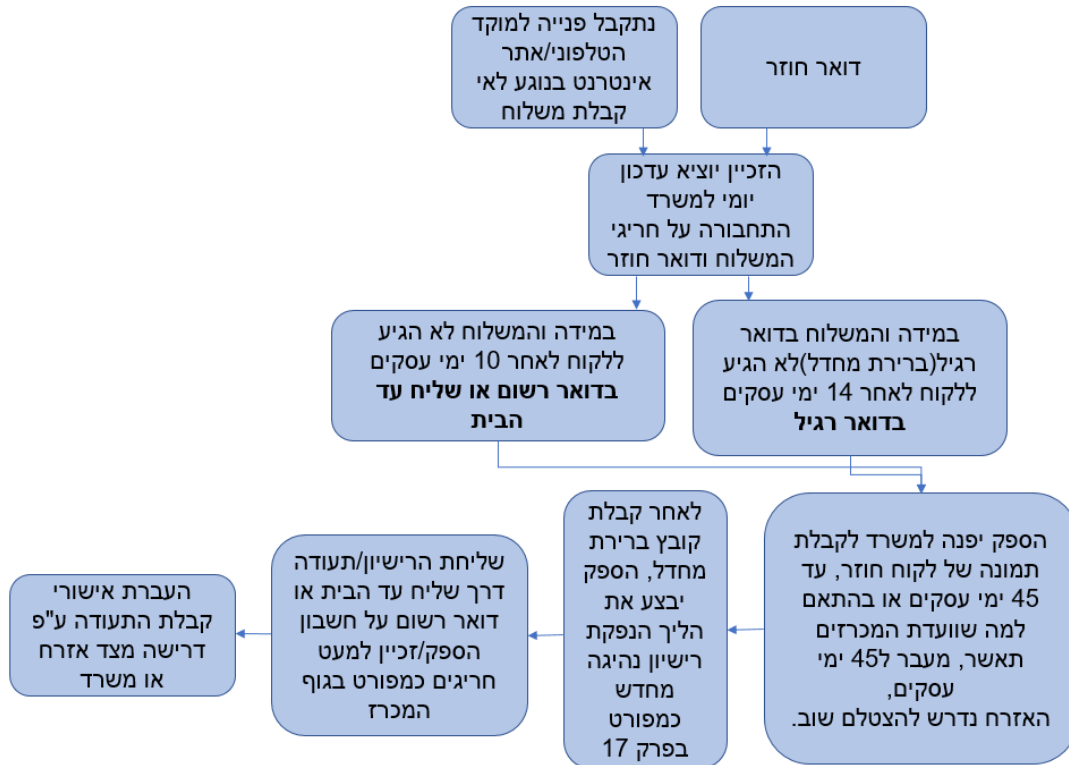 דואר חוזר
נתקבל פנייה למוקד
הטלפוני/אתר
אינטרנט בנוגע לאי
קבלת משלוח
הזכיין יוציא עדכון
יומי למשרד
התחבורה על חריגי
המשלוח ודואר חוזר
במידה והמשלוח בדואר
רגיל(ברירת מחדל)לא הגיע
ללקוח לאחר 14 ימי עסקים
בדואר רגיל
במידה והמשלוח לא הגיע
ללקוח לאחר 10 ימי עסקים
בדואר רשום או שליח עד
הבית
הספק יפנה למשרד לקבלת
תמונה של לקוח חוזר, עד
45 ימי עסקים או בהתאם
למה שוועדת המכרזים
תאשר, מעבר ל45 ימי
עסקים,
האזרח נדרש להצטלם שוב.
לאחר קבלת
קובץ ברירת
מחדל, הספק
יבצע את
הליך הנפקת
רישיון נהיגה
מחדש
כמפורט
בפרק 17
שליחת הרישיון/תעודה
דרך שליח עד הבית או
דואר רשום על חשבון
הספק/זכיין למעט
חריגים כמפורט בגוף
המכרז
העברת אישורי
קבלת התעודה ע"פ
דרישה מצד אזרח
או משרד